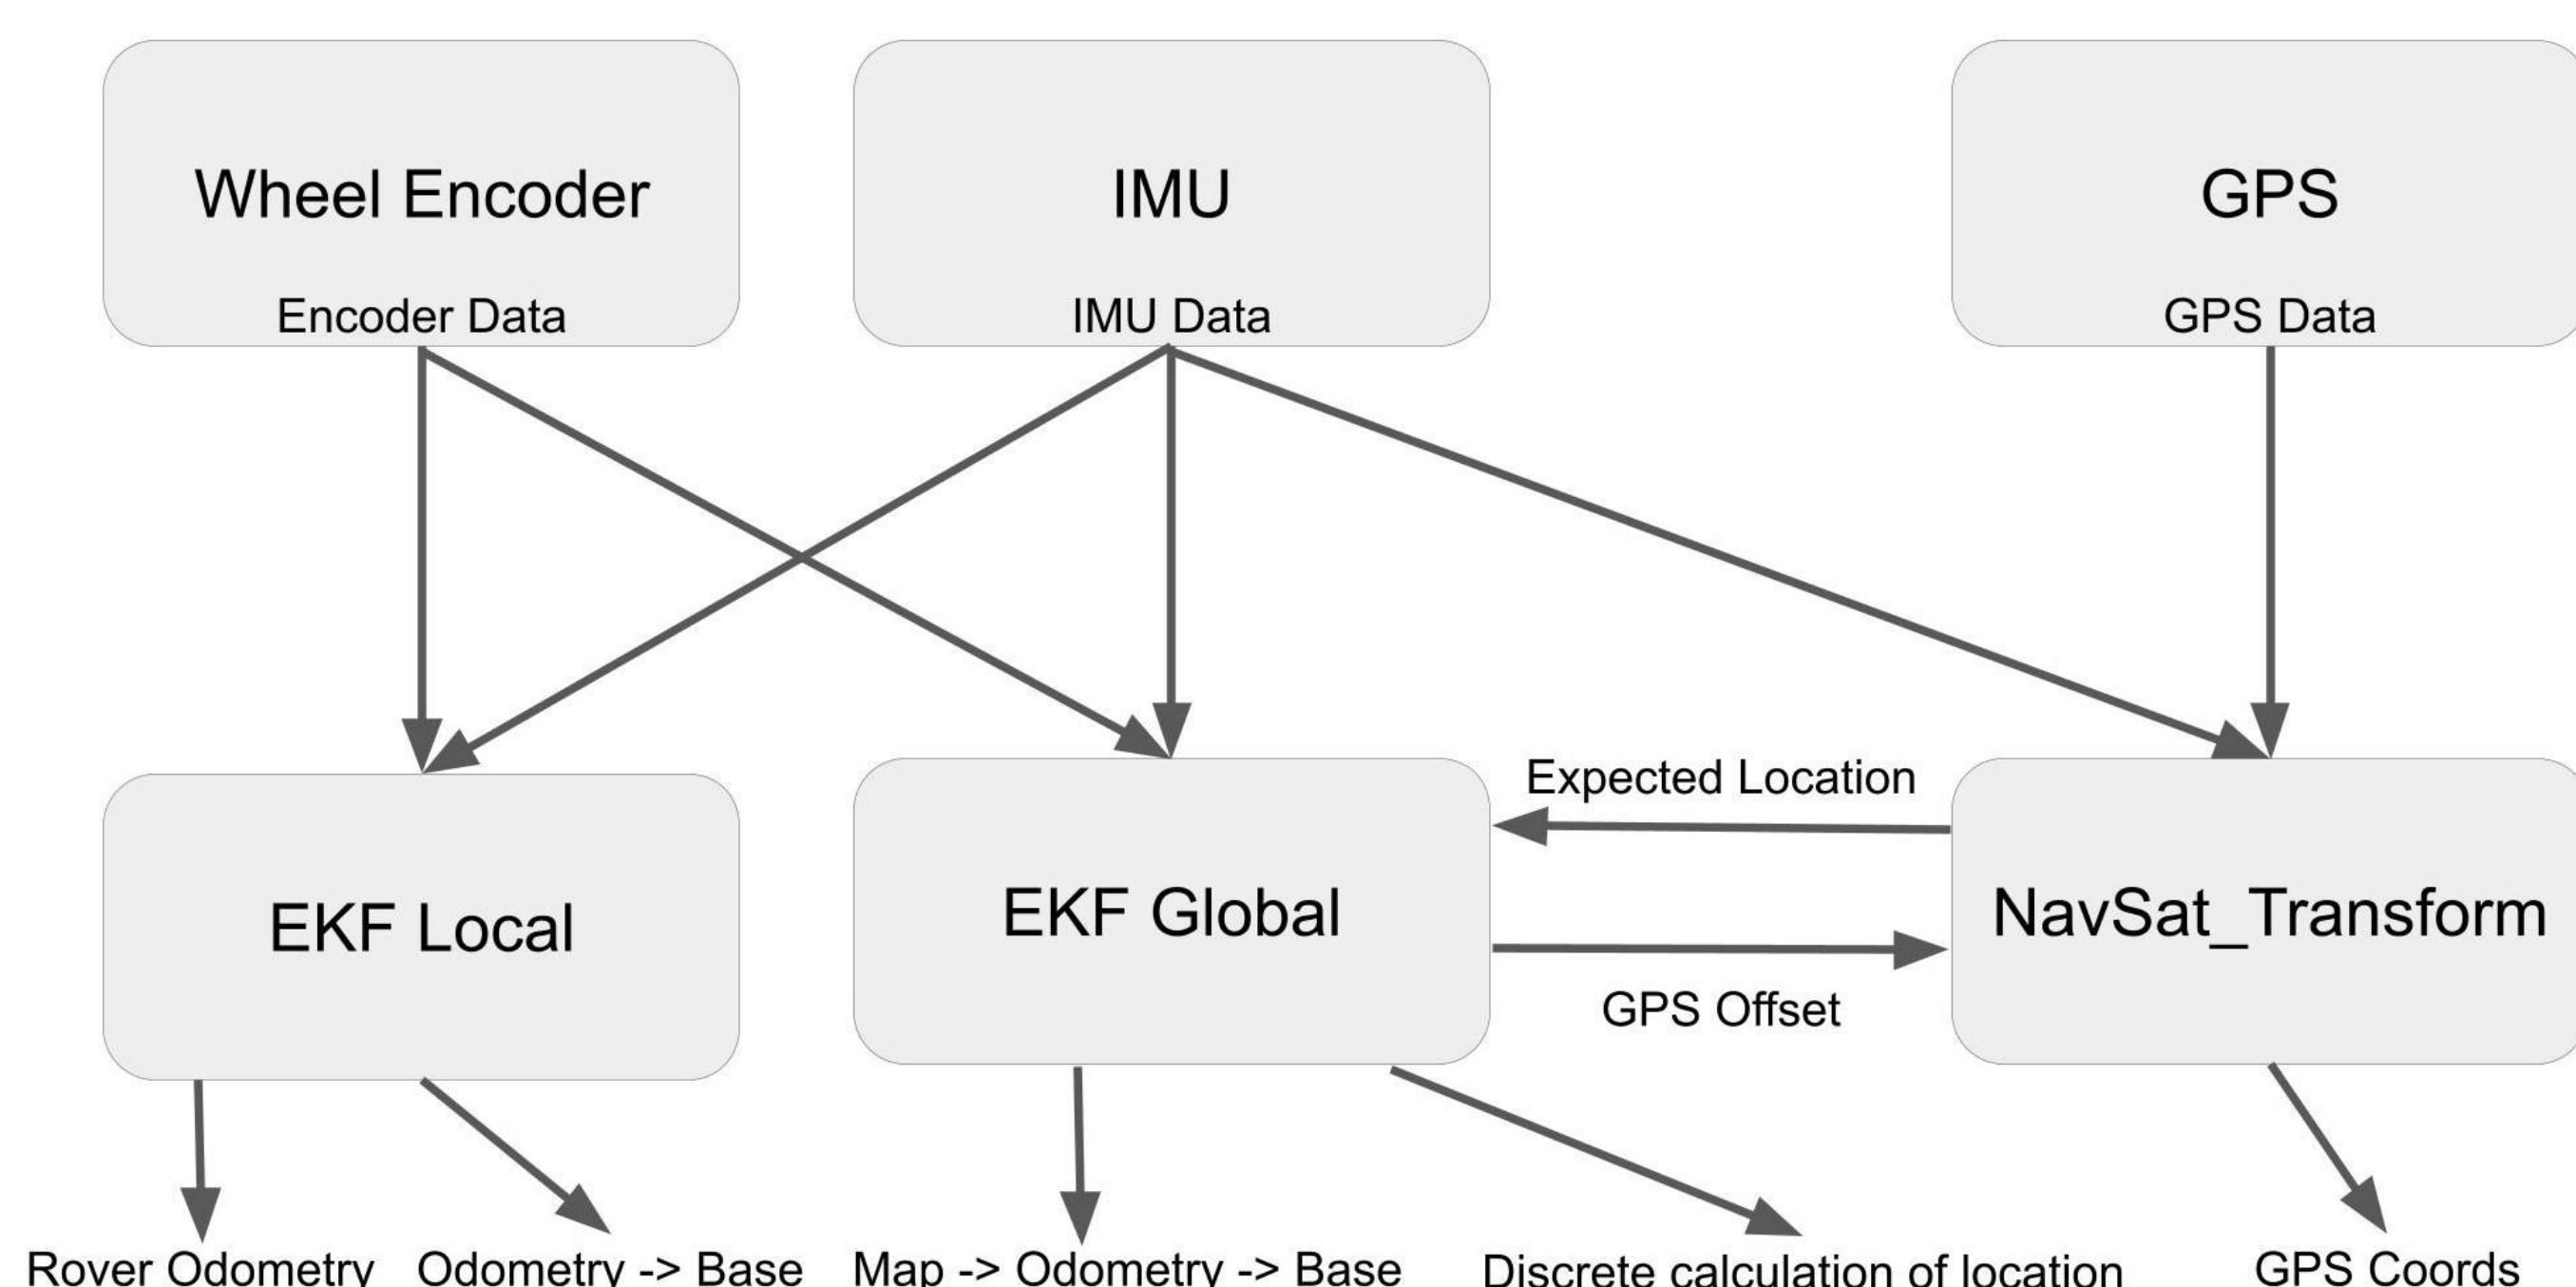 Wheel Encoder
Encoder Data
IMU
IMU Data
GPS
GPS Data
Expected Location
EKF Local
EKF Global
NavSat_Transform
GPS Offset
Rover Odometry
Odometry -> Base
Map -> Odometry -> Base
Discrete calculation of location
GPS Coords